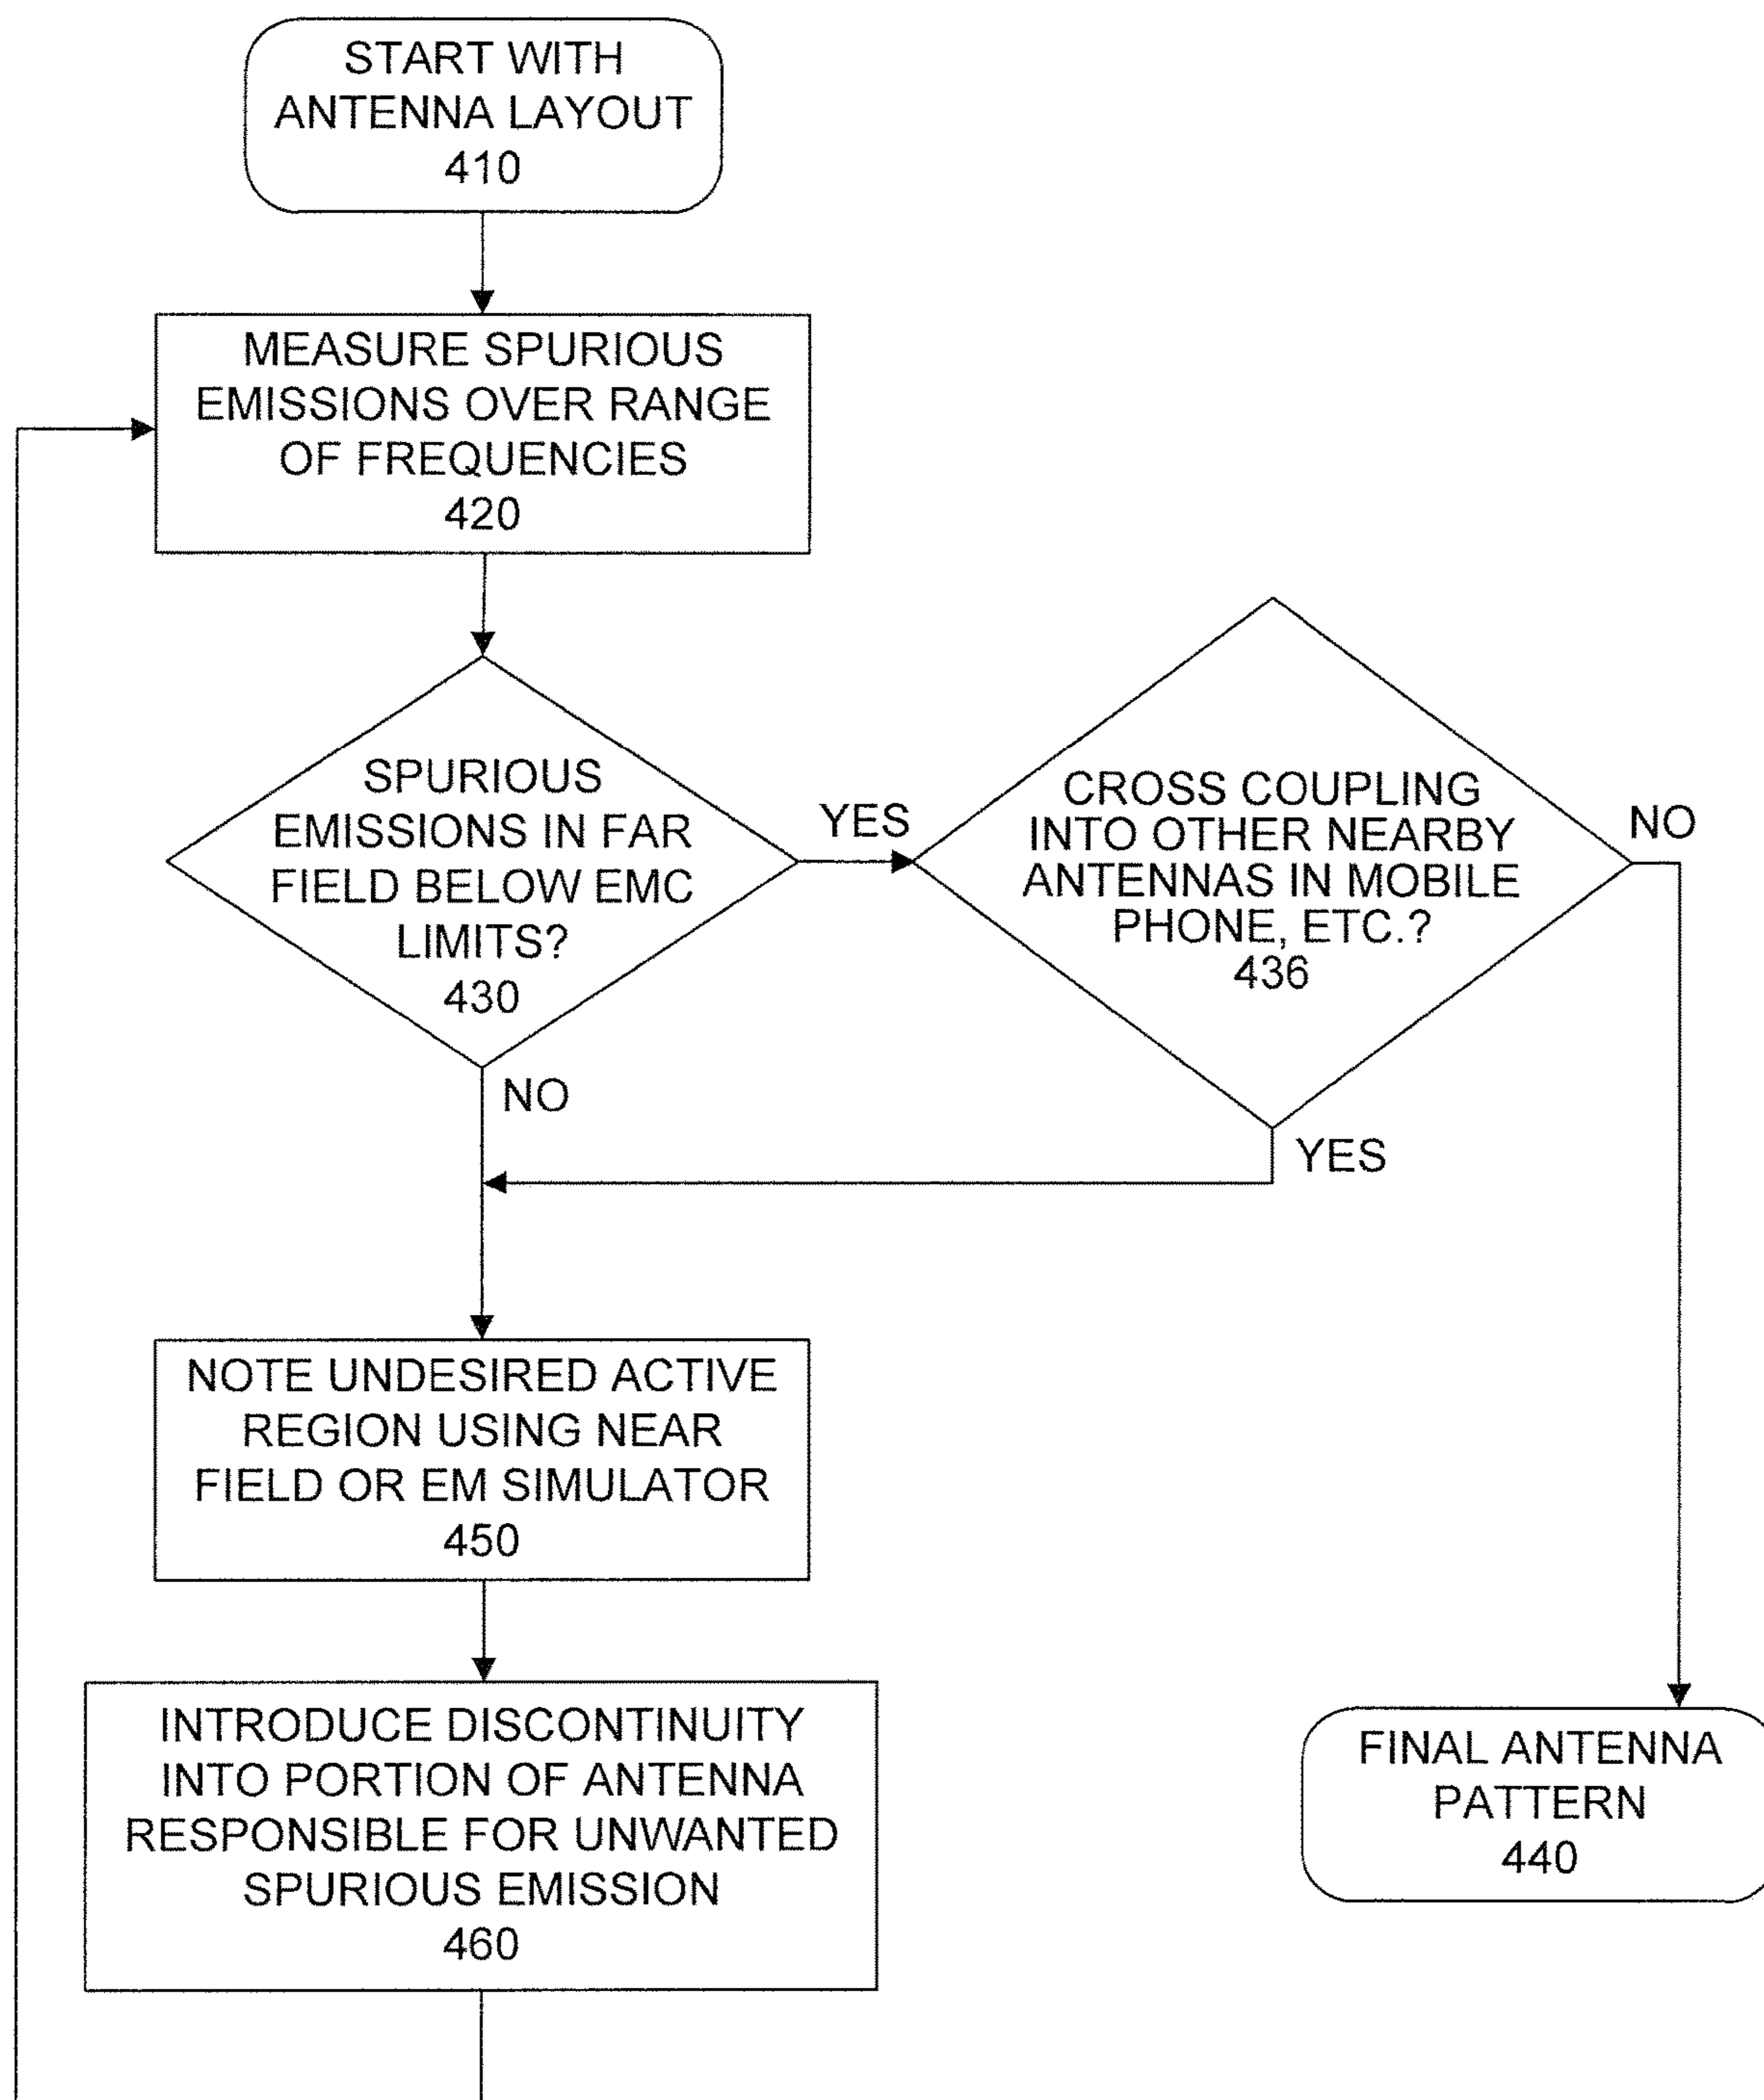 START WITH
ANTENNA LAYOUT
410
MEASURE SPURIOUS
EMISSIONS OVER RANGE
OF FREQUENCIES
420
SPURIOUS
EMISSIONS IN FAR
FIELD BELOW EMC
LIMITS?
430
YES
NO
CROSS COUPLING
INTO OTHER NEARBY
ANTENNAS IN MOBILE
PHONE, ETC.?
436
NO
YES
NOTE UNDESIRED ACTIVE
REGION USING NEAR
FIELD OR EM SIMULATOR
450
INTRODUCE DISCONTINUITY
INTO PORTION OF ANTENNA
RESPONSIBLE FOR UNWANTED
SPURIOUS EMISSION
460
FINAL ANTENNA
PATTERN
440